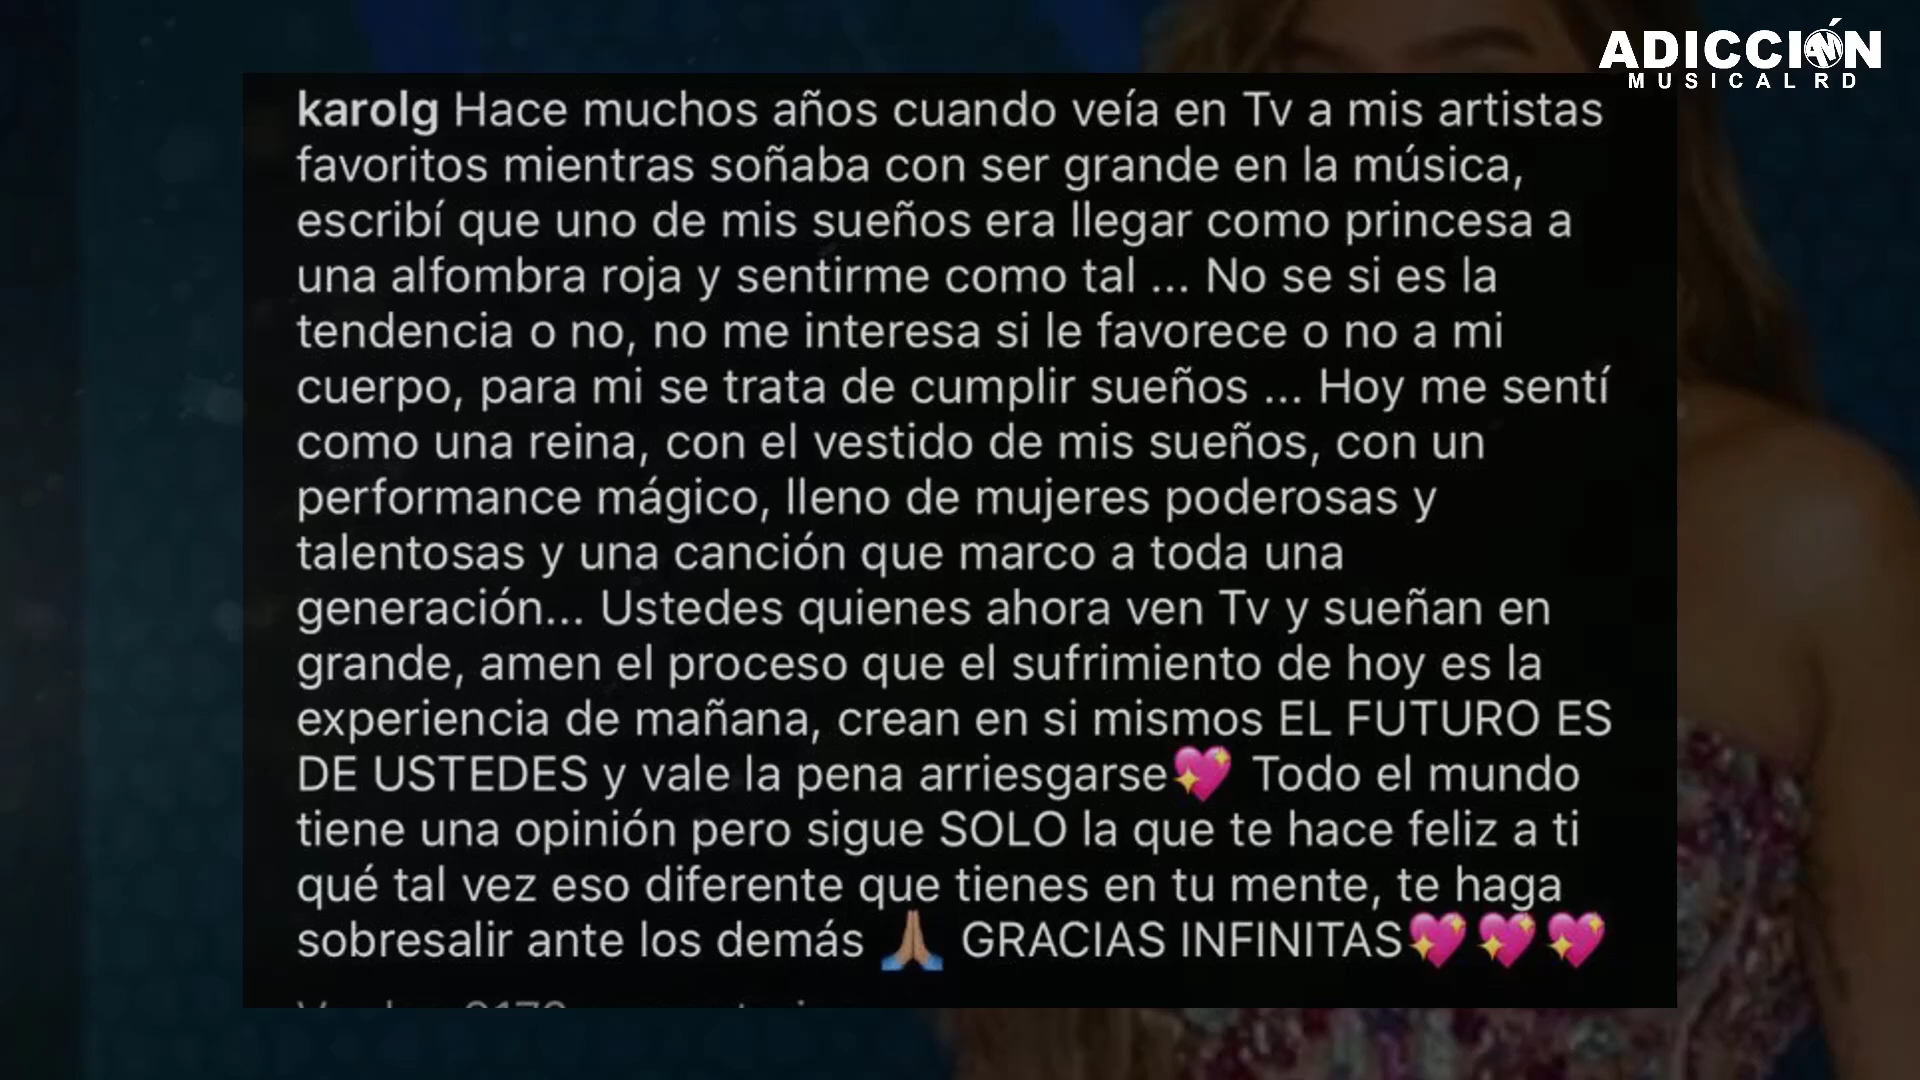 ADICCIÓN
MUSICAL RD
karolg Hace muchos años cuando veía en Tv a mis artistas
favoritos mientras soñaba con ser grande en la música,
escribí que uno de mis sueños era llegar como princesa a
una alfombra roja y sentirme como tal ... No se si es la
tendencia o no, no me interesa si le favorece o no a mi
cuerpo, para mi se trata de cumplir sueños ... Hoy me sentí
como una reina, con el vestido de mis sueños, con un
performance mágico, lleno de mujeres poderosas y
talentosas y una canción que marco a toda una
generación... Ustedes quienes ahora ven Tv y sueñan en
grande, amen el proceso que el sufrimiento de hoy es la
experiencia de mañana, crean en si mismos EL FUTURO ES
DE USTEDES y vale la pena arriesgarse💖 Todo el mundo
tiene una opinión pero sigue SOLO la que te hace feliz a ti
qué tal vez eso diferente que tienes en tu mente, te haga
sobresalir ante los demás 🙏🏼 GRACIAS INFINITAS💖💖💖